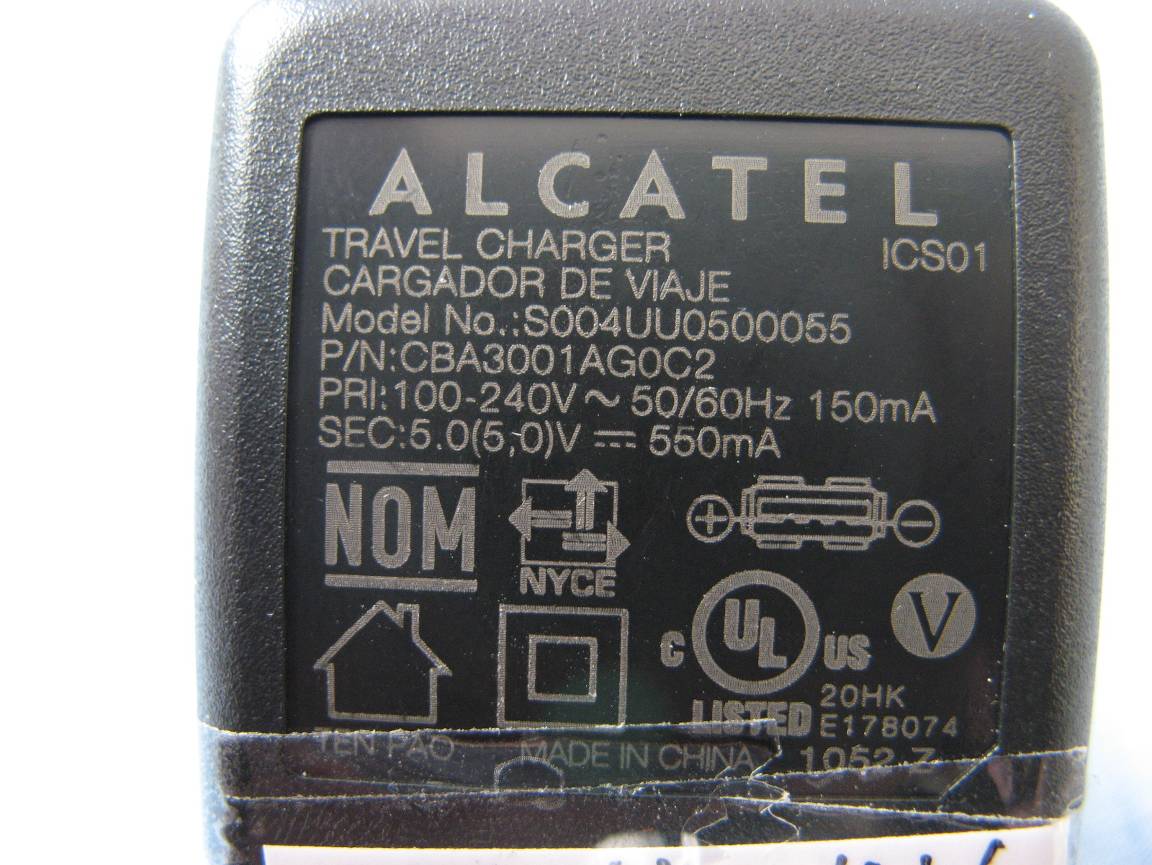 ALCATEL
TRAVEL CHARGER ICS01
CARGADOR DE VIAJE
Model No.:S004UU0500055
P/N:CBA3001AG0C2
PRI:100-240V~ 50/60Hz 150mA
SEC:5.0(5,0)V ⎓ 550mA
NOM
NYCE
+ -
C UL US
V
LISTED 20HK
E178074
TEN PAO MADE IN CHINA 1052 Z